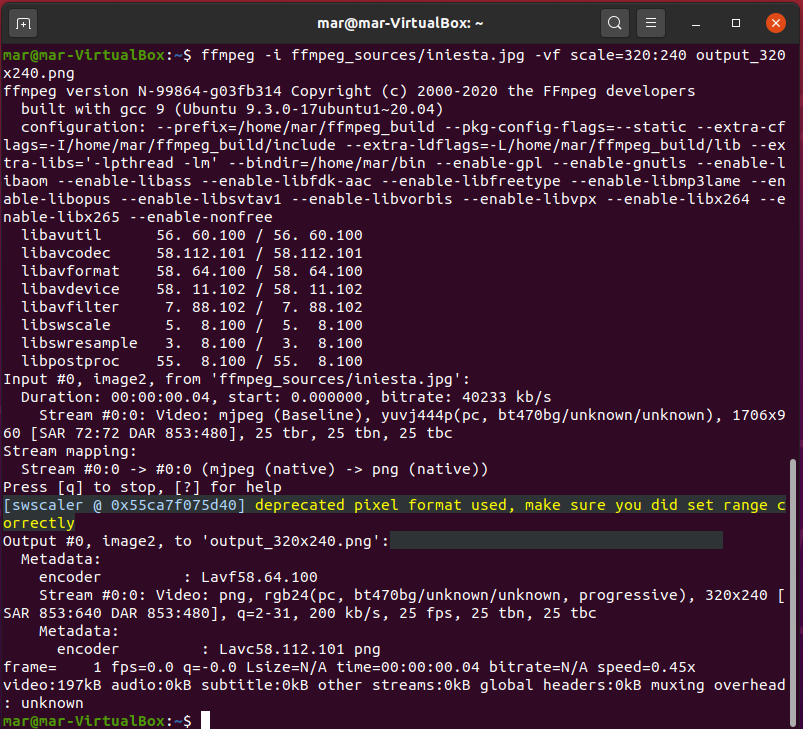 mar@mar-VirtualBox: ~
mar@mar-VirtualBox:~$ ffmpeg -i ffmpeg_sources/iniesta.jpg -vf scale=320:240 output_320
x240.png
ffmpeg version N-99864-g03fb314 Copyright (c) 2000-2020 the FFmpeg developers
  built with gcc 9 (Ubuntu 9.3.0-17ubuntu1~20.04)
  configuration: --prefix=/home/mar/ffmpeg_build --pkg-config-flags=--static --extra-cf
lags=-I/home/mar/ffmpeg_build/include --extra-ldflags=-L/home/mar/ffmpeg_build/lib --ex
tra-libs='-lpthread -lm' --bindir=/home/mar/bin --enable-gpl --enable-gnutls --enable-l
ibaom --enable-libass --enable-libfdk-aac --enable-libfreetype --enable-libmp3lame --en
able-libopus --enable-libsvtav1 --enable-libvorbis --enable-libvpx --enable-libx264 --e
nable-libx265 --enable-nonfree
  libavutil      56. 60.100 / 56. 60.100
  libavcodec     58.112.101 / 58.112.101
  libavformat    58. 64.100 / 58. 64.100
  libavdevice    58. 11.102 / 58. 11.102
  libavfilter     7. 88.102 /  7. 88.102
  libswscale      5.  8.100 /  5.  8.100
  libswresample   3.  8.100 /  3.  8.100
  libpostproc    55.  8.100 / 55.  8.100
Input #0, image2, from 'ffmpeg_sources/iniesta.jpg':
  Duration: 00:00:00.04, start: 0.000000, bitrate: 40233 kb/s
    Stream #0:0: Video: mjpeg (Baseline), yuvj444p(pc, bt470bg/unknown/unknown), 1706x9
60 [SAR 72:72 DAR 853:480], 25 tbr, 25 tbn, 25 tbc
Stream mapping:
  Stream #0:0 -> #0:0 (mjpeg (native) -> png (native))
Press [q] to stop, [?] for help
[swscaler @ 0x55ca7f075d40] deprecated pixel format used, make sure you did set range c
orrectly
Output #0, image2, to 'output_320x240.png':
  Metadata:
    encoder         : Lavf58.64.100
    Stream #0:0: Video: png, rgb24(pc, bt470bg/unknown/unknown, progressive), 320x240 [
SAR 853:640 DAR 853:480], q=2-31, 200 kb/s, 25 fps, 25 tbn, 25 tbc
    Metadata:
      encoder         : Lavc58.112.101 png
frame=    1 fps=0.0 q=-0.0 Lsize=N/A time=00:00:00.04 bitrate=N/A speed=0.45x
video:197kB audio:0kB subtitle:0kB other streams:0kB global headers:0kB muxing overhead
: unknown
mar@mar-VirtualBox:~$